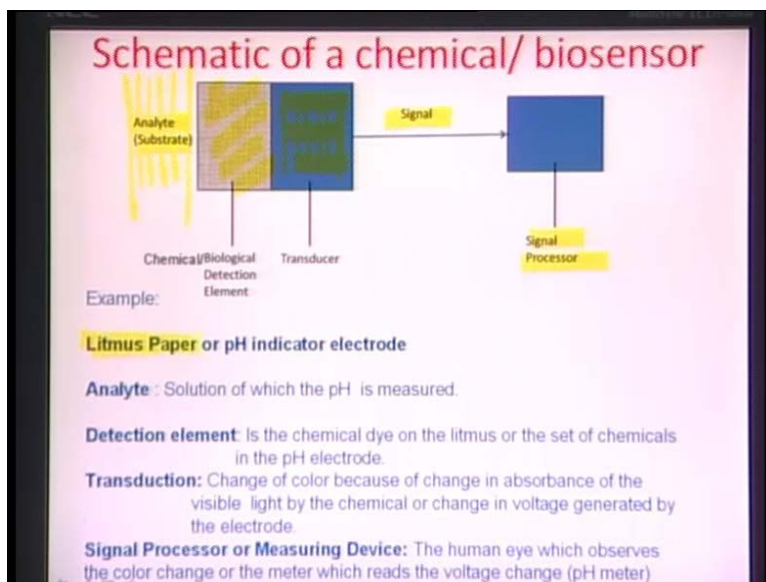 Schematic of a chemical/ biosensor
Analyte
(Substrate)
Signal
Chemical/Biological
Detection
Element
Transducer
Signal
Processor
Example:
Litmus Paper or pH indicator electrode
Analyte : Solution of which the pH is measured.
Detection element: Is the chemical dye on the litmus or the set of chemicals
in the pH electrode.
Transduction: Change of color because of change in absorbance of the
visible light by the chemical or change in voltage generated by
the electrode.
Signal Processor or Measuring Device: The human eye which observes
the color change or the meter which reads the voltage change (pH meter)